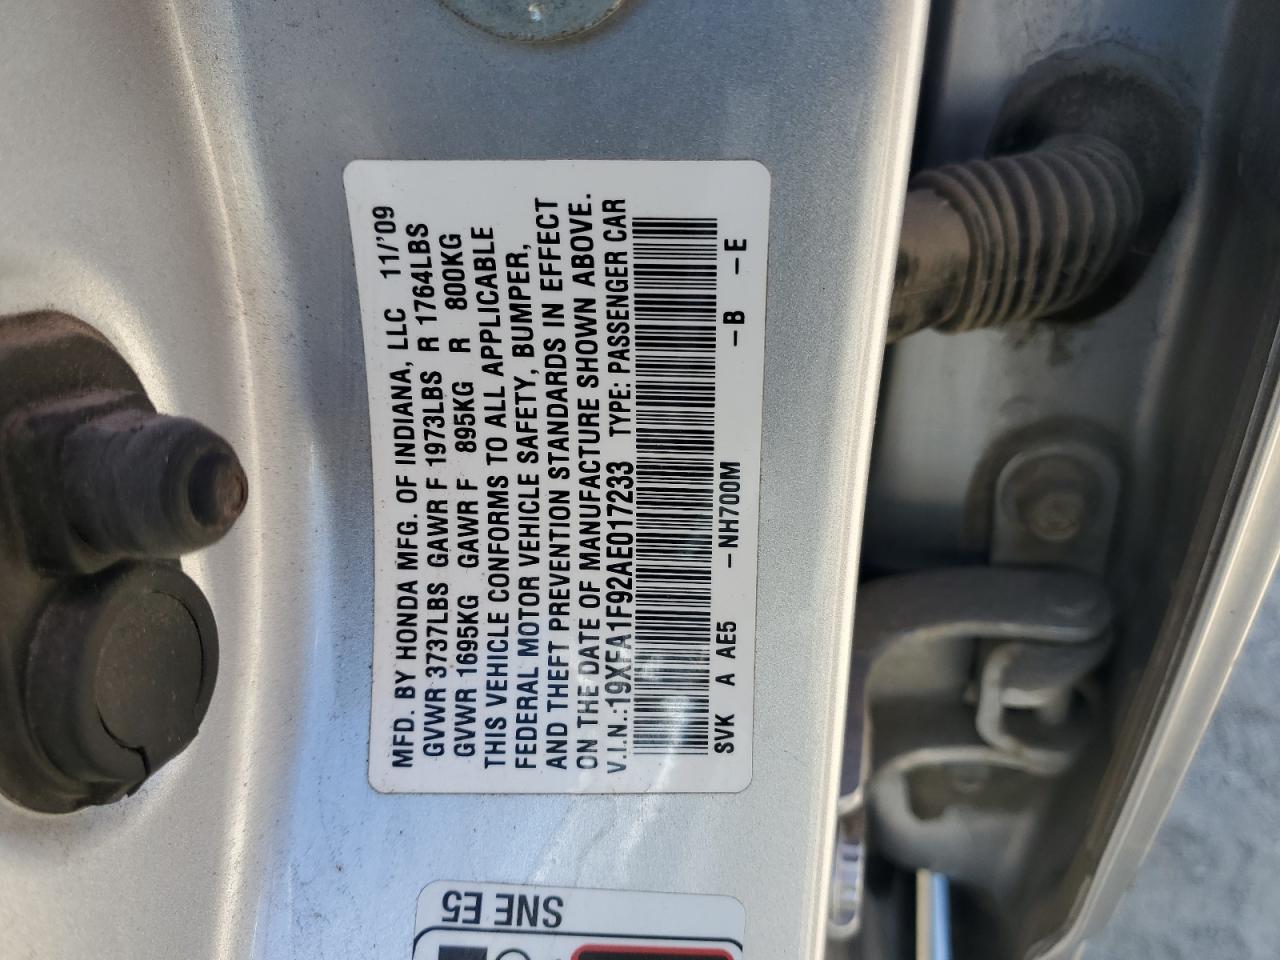 MFD. BY HONDA MFG. OF INDIANA, LLC 11/'09
GVWR 3737LBS GAWR F 1973LBS R 1764LBS
GVWR 1695KG GAWR F 895KG R 800KG
THIS VEHICLE CONFORMS TO ALL APPLICABLE
FEDERAL MOTOR VEHICLE SAFETY, BUMPER,
AND THEFT PREVENTION STANDARDS IN EFFECT
ON THE DATE OF MANUFACTURE SHOWN ABOVE.
V.I.N.:19XFA1F92AE017233 TYPE: PASSENGER CAR
SVK A AE5 -NH700M -B -E
SNE E5